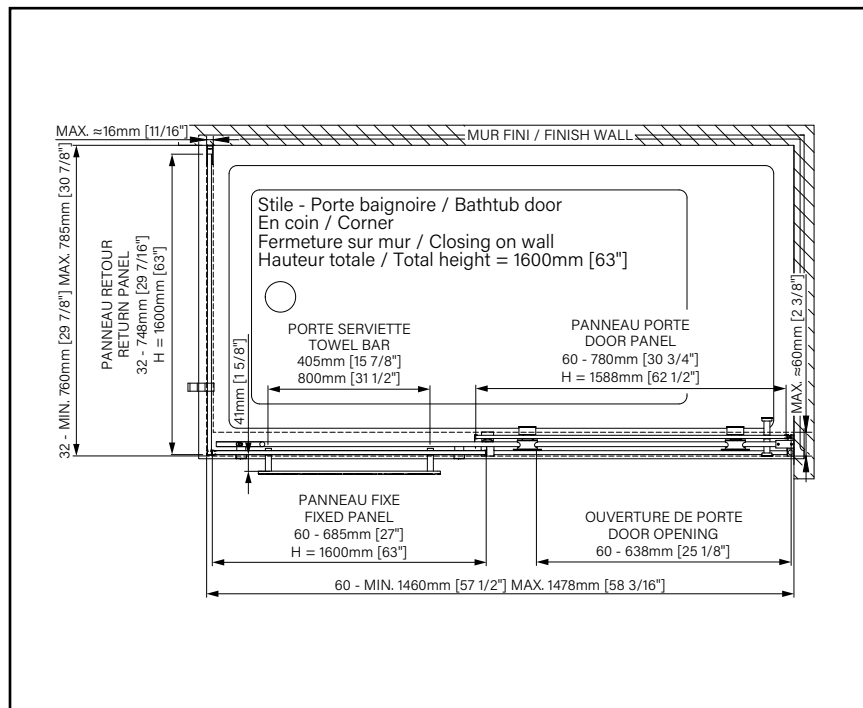 MAX. ≈16mm [11/16"]
MUR FINI / FINISH WALL
Stile - Porte baignoire / Bathtub door
En coin / Corner
Fermeture sur mur / Closing on wall
Hauteur totale / Total height = 1600mm [63"]
32 - MIN. 760mm [29 7/8"] MAX. 785mm [30 7/8"]
PANNEAU RETOUR
RETURN PANEL
32 - 748mm [29 7/16"]
H = 1600mm [63"]
41mm [1 5/8"]
PORTE SERVIETTE
TOWEL BAR
405mm [15 7/8"]
800mm [31 1/2"]
PANNEAU PORTE
DOOR PANEL
60 - 780mm [30 3/4"]
H = 1588mm [62 1/2"]
MAX. ≈60mm [2 3/8"]
PANNEAU FIXE
FIXED PANEL
60 - 685mm [27"]
H = 1600mm [63"]
OUVERTURE DE PORTE
DOOR OPENING
60 - 638mm [25 1/8"]
60 - MIN. 1460mm [57 1/2"] MAX. 1478mm [58 3/16"]